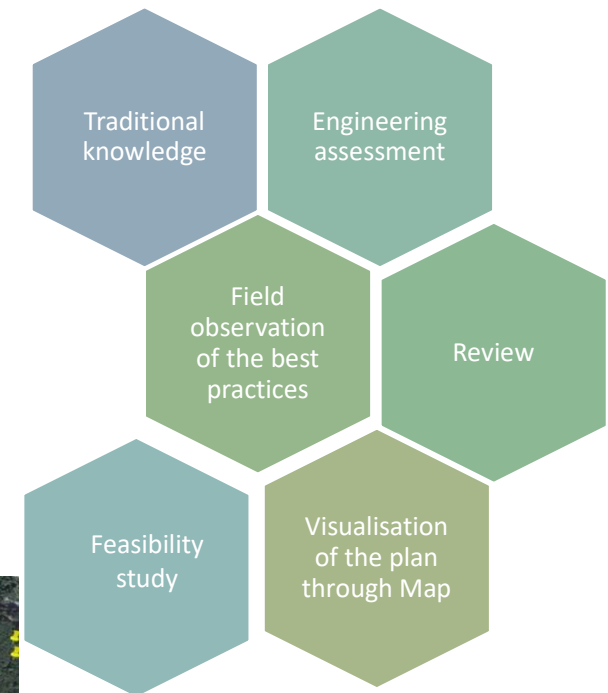 Traditional
knowledge
Engineering
assessment
Field
observation
of the best
practices
Review
Feasibility
study
Visualisation
of the plan
through Map